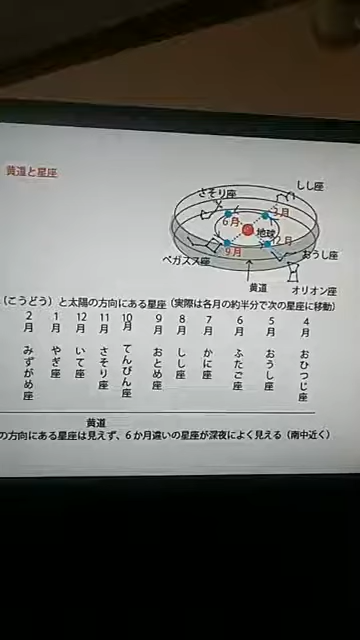 黄道と星座
さそり座
しし座
6月
3月
地球
9月
12月
ペガスス座
おうし座
黄道
オリオン座
(こうどう)と太陽の方向にある星座(実際は各月の約半分で次の星座に移動)
4月 おひつじ座
5月 おうし座
6月 ふたご座
7月 かに座
8月 しし座
9月 おとめ座
10月 てんびん座
11月 さそり座
12月 いて座
1月 やぎ座
2月 みずがめ座
黄道
の方向にある星座は見えず、6か月違いの星座が深夜によく見える(南中近く)